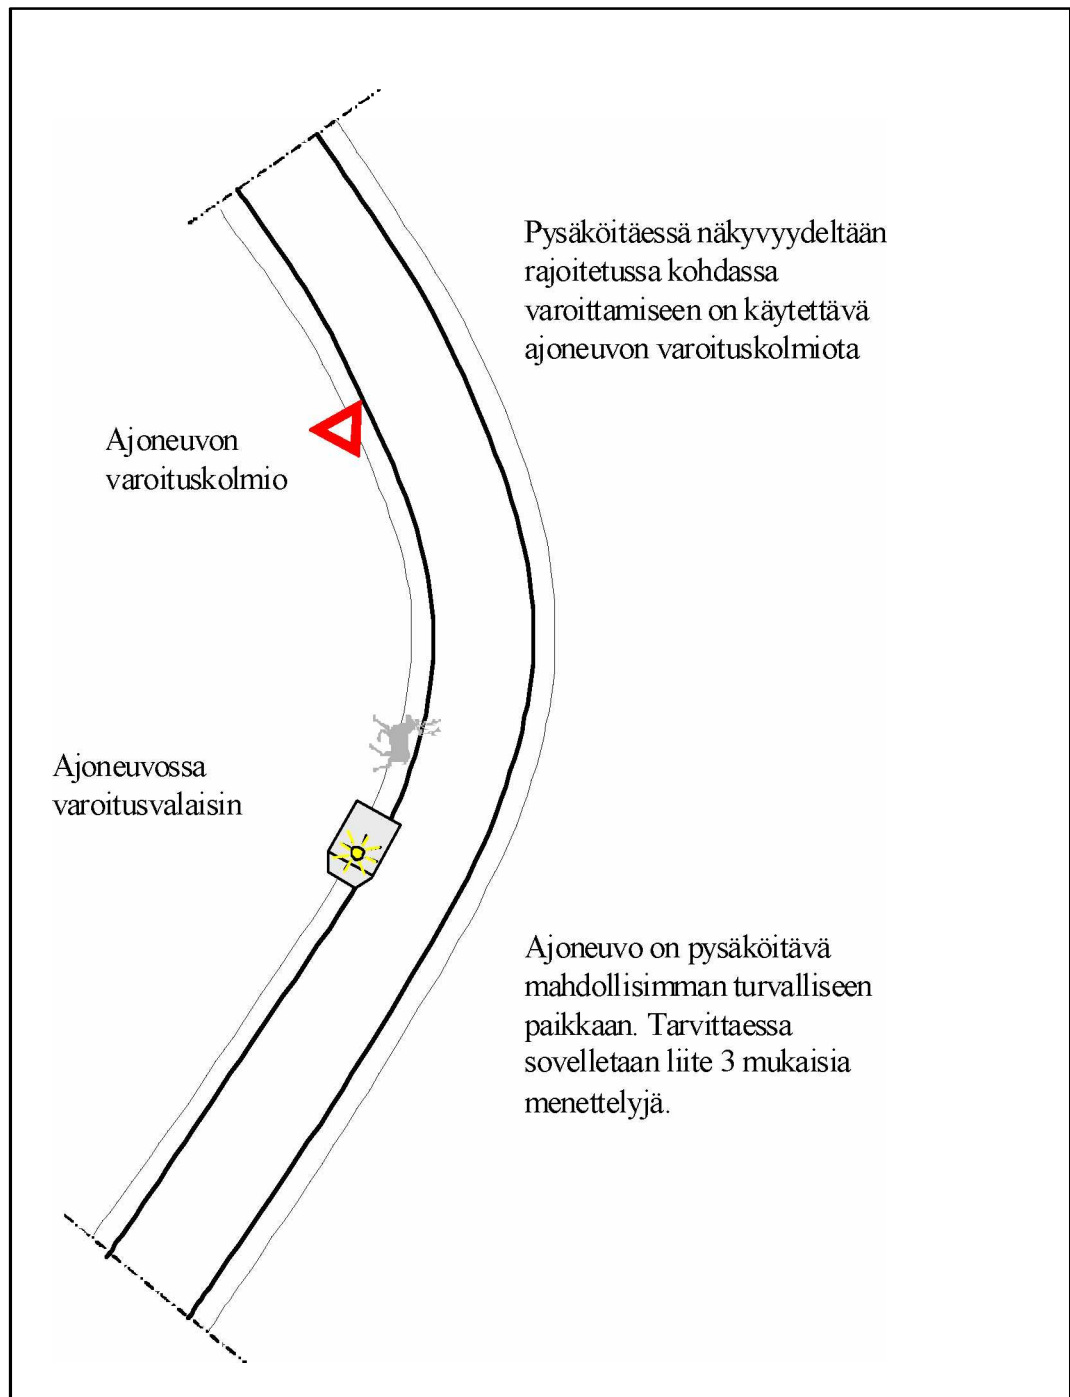 Pysäköitäessä näkyvyydeltään
rajoitetussa kohdassa
varoittamiseen on käytettävä
ajoneuvon varoituskolmiota
Ajoneuvon
varoituskolmio
Ajoneuvossa
varoitusvalaisin
Ajoneuvo on pysäköitävä
mahdollisimman turvalliseen
paikkaan. Tarvittaessa
sovelletaan liite 3 mukaisia
menettelyjä.